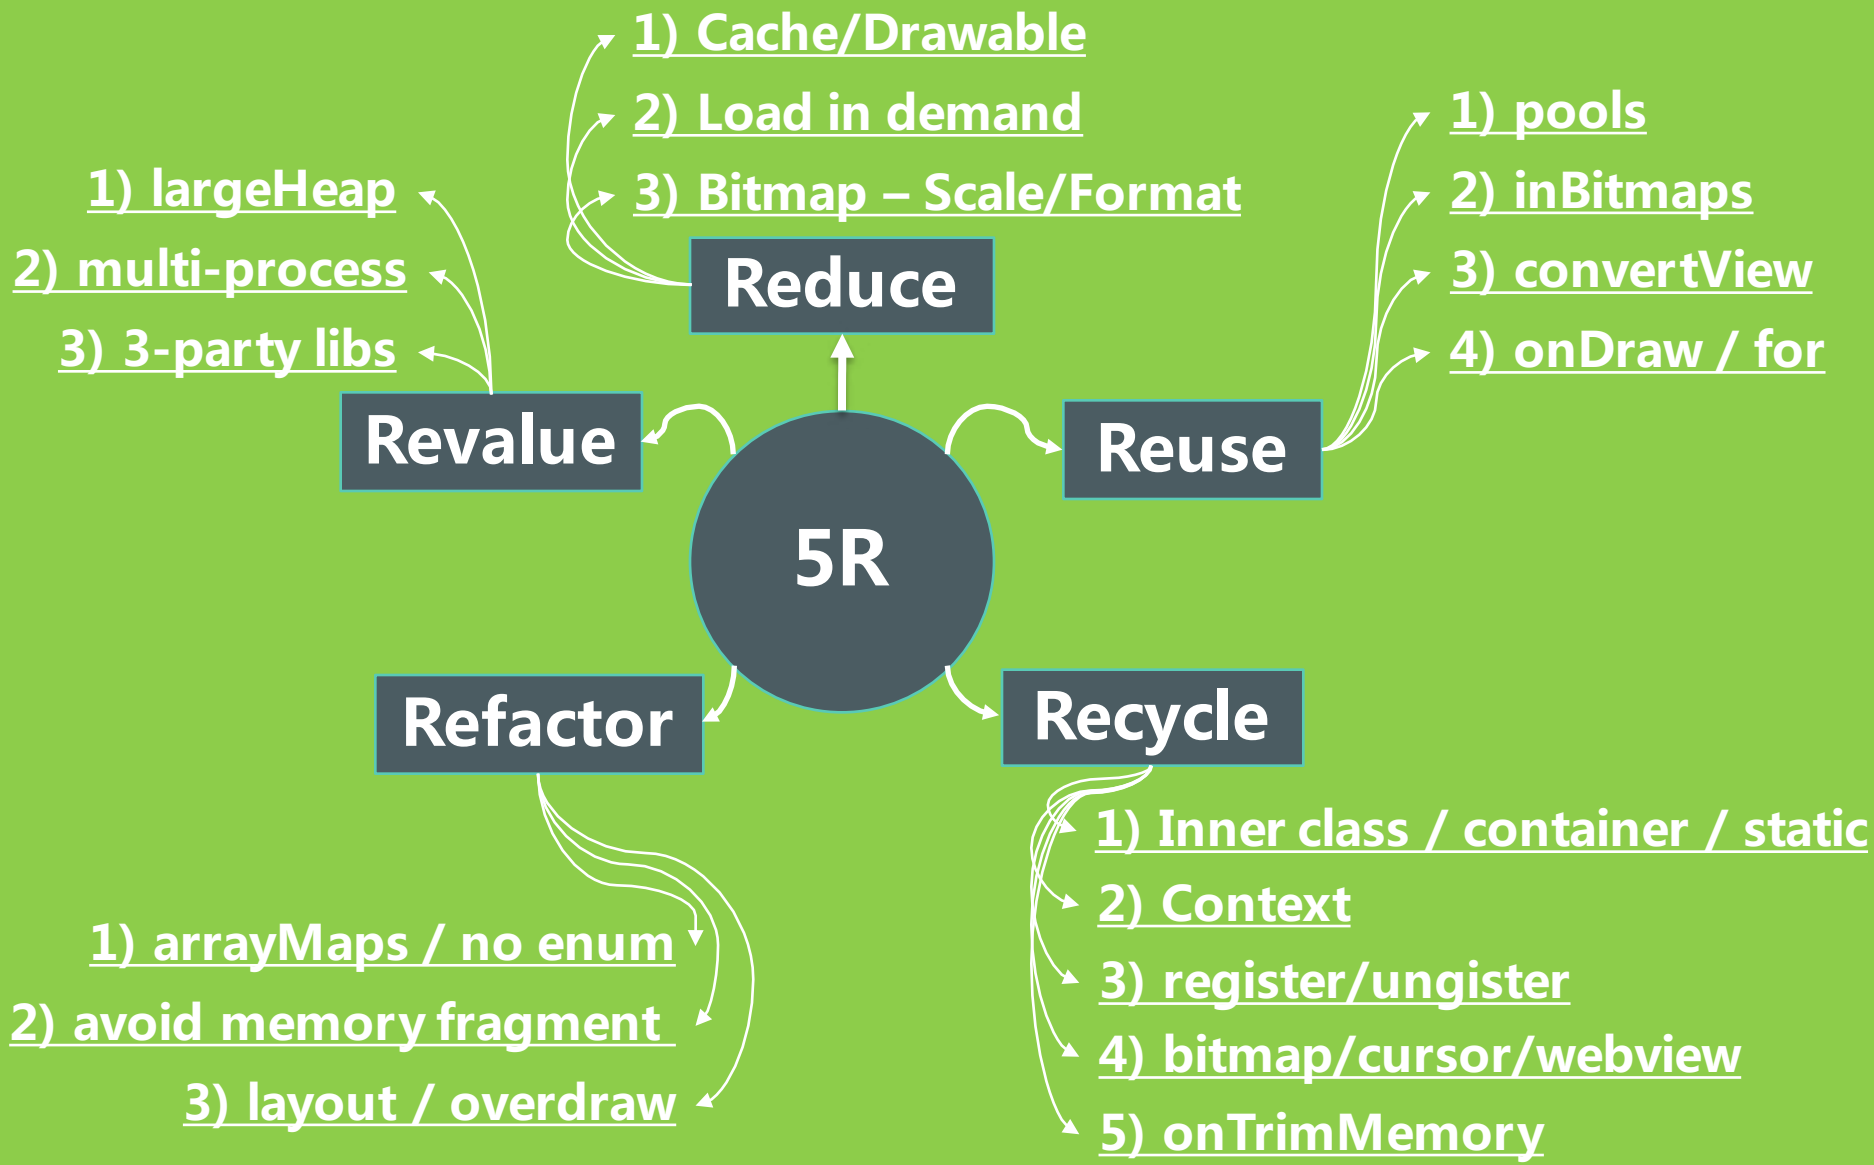 1) Cache/Drawable
2) Load in demand
3) Bitmap – Scale/Format
Reduce
1) pools
2) inBitmaps
3) convertView
4) onDraw / for
Reuse
1) largeHeap
2) multi-process
3) 3-party libs
Revalue
5R
Refactor
1) arrayMaps / no enum
2) avoid memory fragment
3) layout / overdraw
Recycle
1) Inner class / container / static
2) Context
3) register/ungister
4) bitmap/cursor/webview
5) onTrimMemory